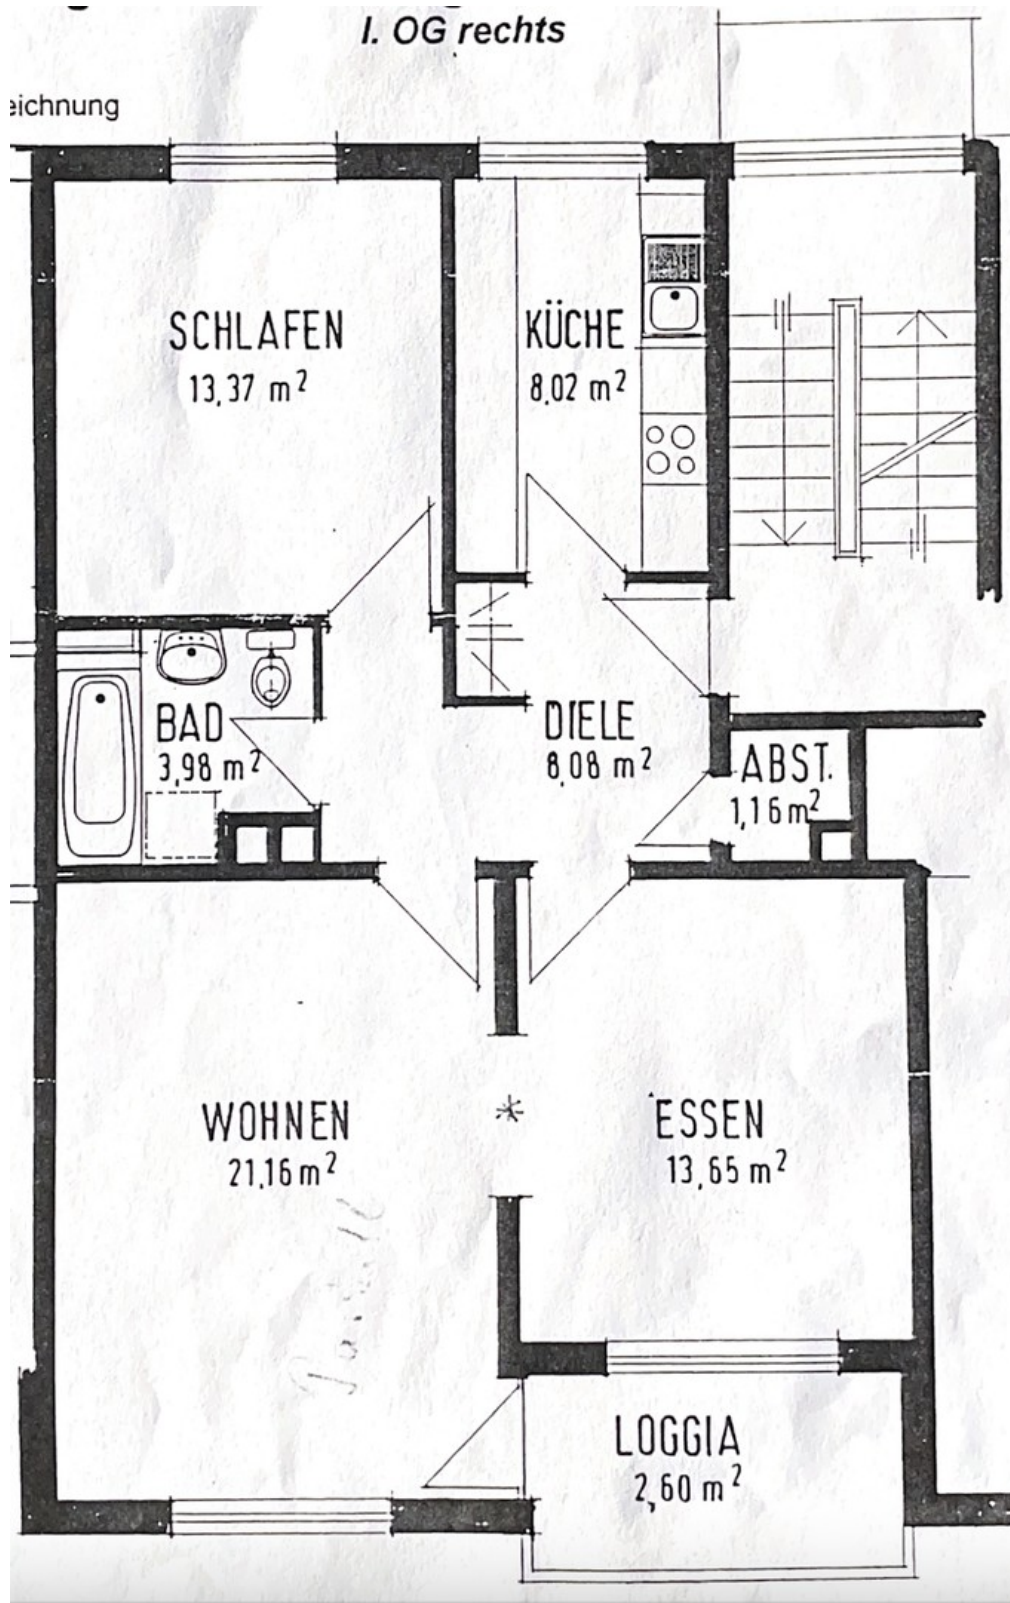 I. OG rechts
eichnung
SCHLAFEN
13,37 m²
KÜCHE
8,02 m²
BAD
3,98 m²
DIELE
8,08 m²
ABST.
1,16 m²
WOHNEN
21,16 m²
*
ESSEN
13,65 m²
LOGGIA
2,60 m²